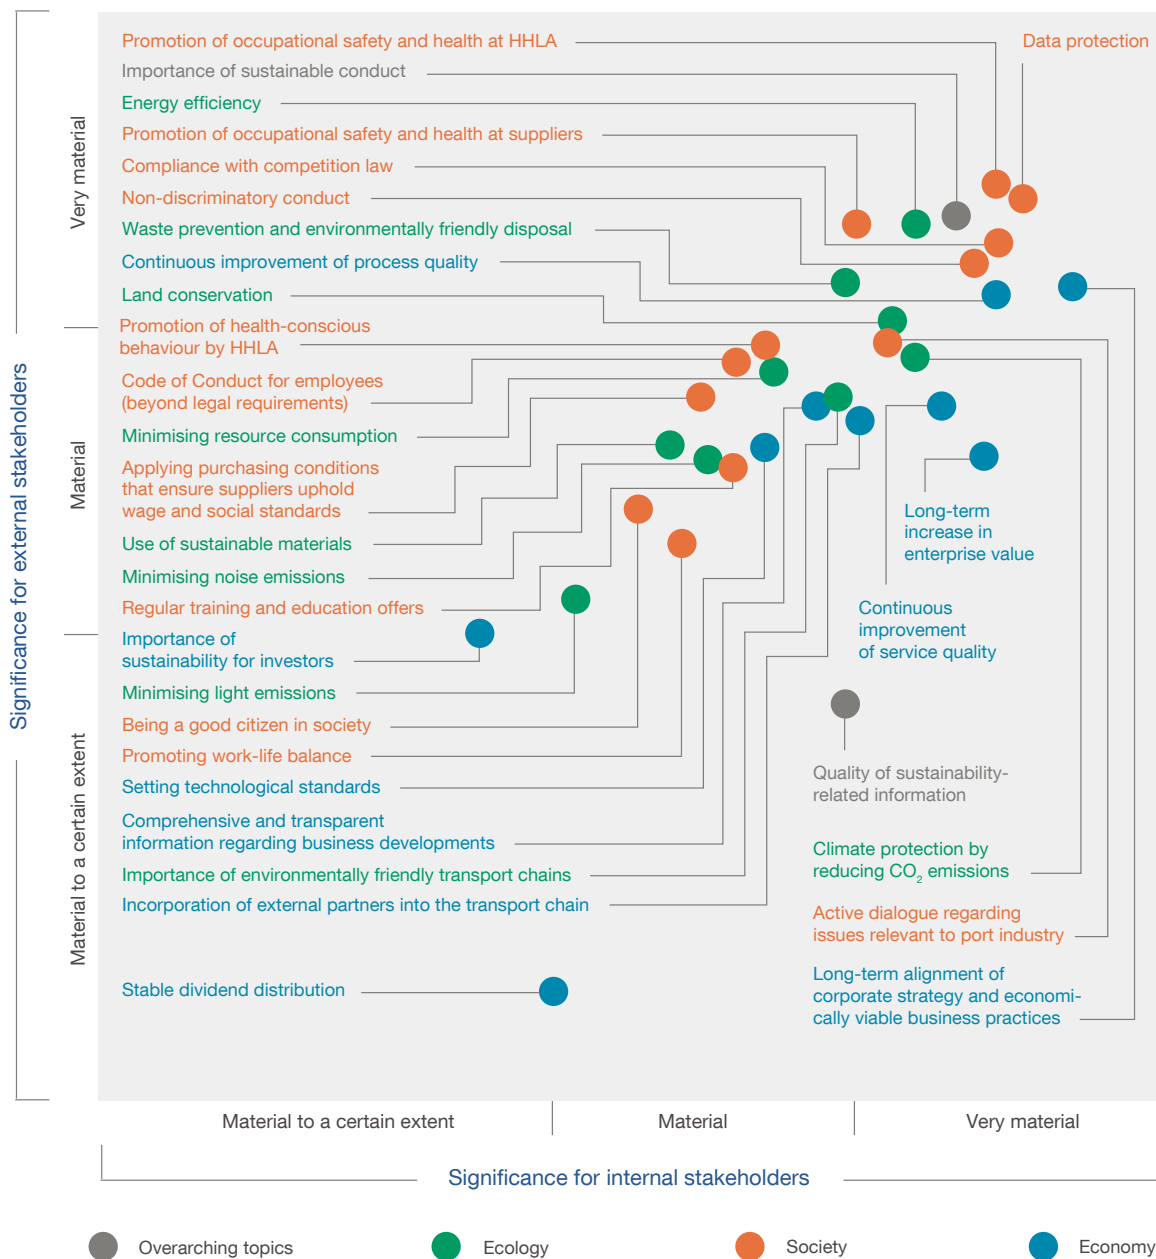 Promotion of occupational safety and health at HHLA
Data protection
Importance of sustainable conduct
Energy efficiency
Promotion of occupational safety and health at suppliers
Compliance with competition law
Non-discriminatory conduct
Waste prevention and environmentally friendly disposal
Continuous improvement of process quality
Land conservation
Promotion of health-conscious
behaviour by HHLA
Code of Conduct for employees
(beyond legal requirements)
Minimising resource consumption
Applying purchasing conditions
that ensure suppliers uphold
wage and social standards
Use of sustainable materials
Minimising noise emissions
Regular training and education offers
Importance of
sustainability for investors
Minimising light emissions
Being a good citizen in society
Promoting work-life balance
Setting technological standards
Comprehensive and transparent
information regarding business developments
Importance of environmentally friendly transport chains
Incorporation of external partners into the transport chain
Stable dividend distribution
Long-term
increase in
enterprise value
Continuous
improvement
of service quality
Quality of sustainability-
related information
Climate protection by
reducing CO2 emissions
Active dialogue regarding
issues relevant to port industry
Long-term alignment of
corporate strategy and economi-
cally viable business practices
Significance for external stakeholders
Very material
Material
Material to a certain extent
Material to a certain extent
Material
Very material
Significance for internal stakeholders
Overarching topics
Ecology
Society
Economy